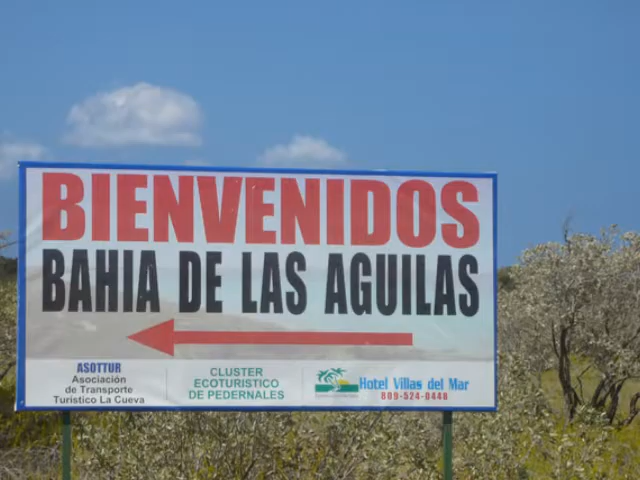 BIENVENIDOS
BAHIA DE LAS AGUILAS
ASOTTUR
Asociación
de Transporte
Turístico La Cueva
CLUSTER
ECOTURISTICO
DE PEDERNALES
Hotel Villas del Mar
809-524-0448